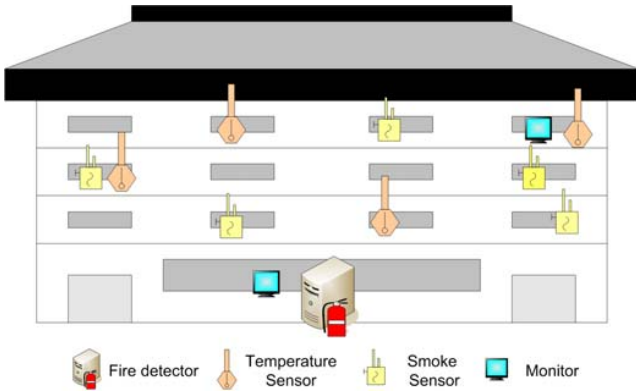 Fire detector
Temperature
Sensor
Smoke
Sensor
Monitor